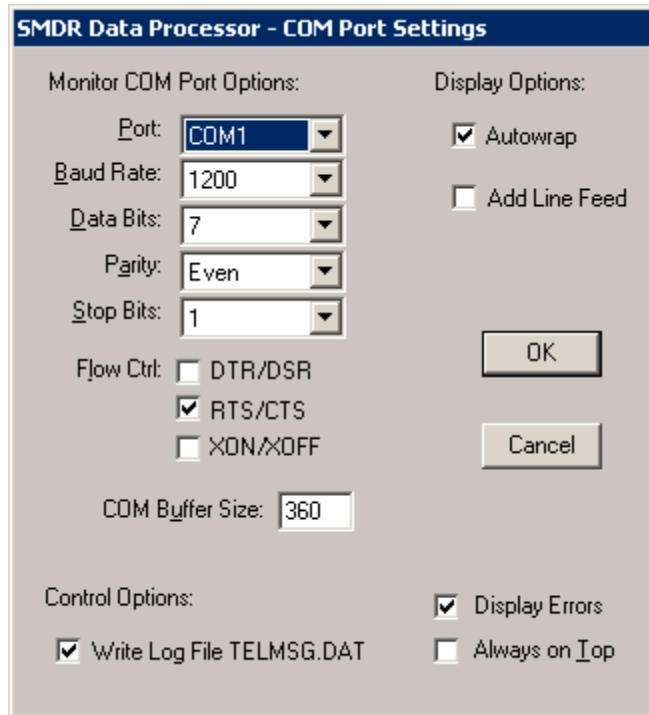 SMDR Data Processor - COM Port Settings
Monitor COM Port Options:
Display Options:
Port: COM1
Autowrap
Baud Rate: 1200
Add Line Feed
Data Bits: 7
Parity: Even
Stop Bits: 1
OK
Flow Ctrl: DTR/DSR
RTS/CTS
XON/XOFF
Cancel
COM Buffer Size: 360
Control Options:
Display Errors
Write Log File TELMSG.DAT
Always on Top